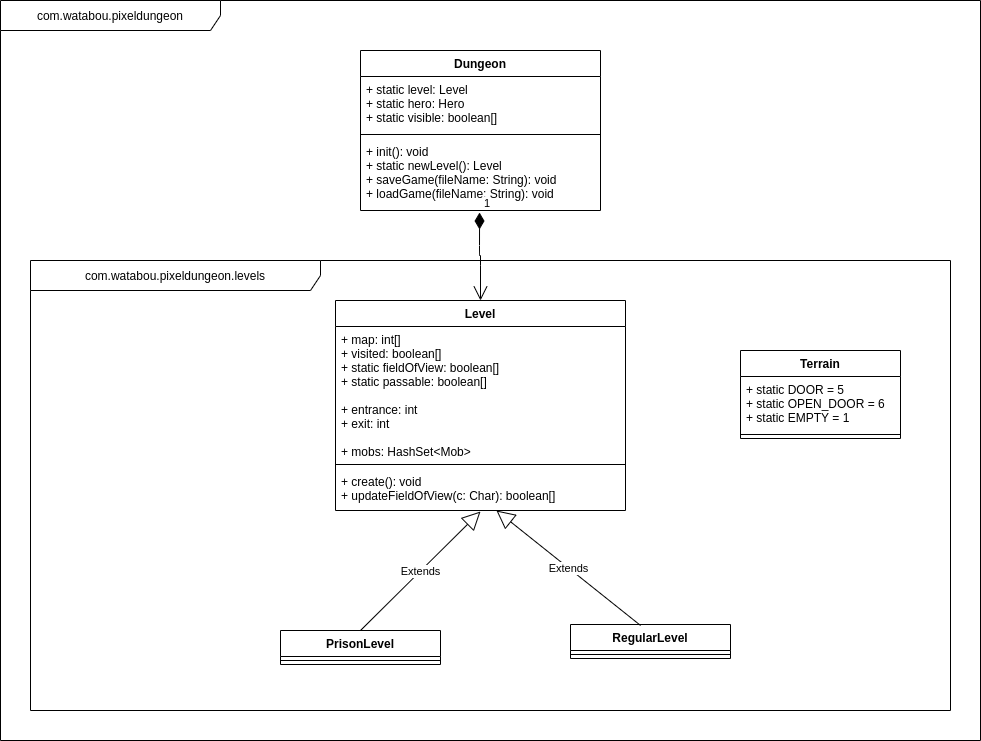 com.watabou.pixeldungeon
Dungeon
+ static level: Level
+ static hero: Hero
+ static visible: boolean[]
+ init(): void
+ static newLevel(): Level
+ saveGame(fileName: String): void
+ loadGame(fileName: String): void
1
com.watabou.pixeldungeon.levels
Level
+ map: int[]
+ visited: boolean[]
+ static fieldOfView: boolean[]
+ static passable: boolean[]
+ entrance: int
+ exit: int
+ mobs: HashSet<Mob>
+ create(): void
+ updateFieldOfView(c: Char): boolean[]
Terrain
+ static DOOR = 5
+ static OPEN_DOOR = 6
+ static EMPTY = 1
Extends
Extends
PrisonLevel
RegularLevel